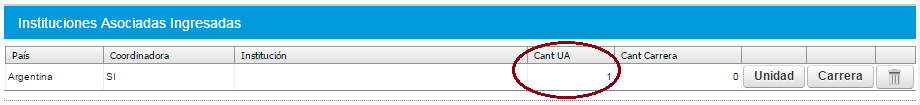 Instituciones Asociadas Ingresadas
País Coordinadora Institución Cant UA Cant Carrera
Argentina SI 1 0 Unidad Carrera